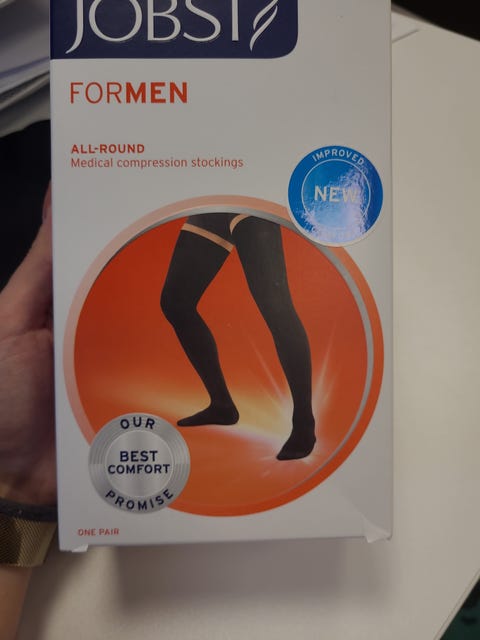 JOBST
FORMEN
ALL-ROUND
Medical compression stockings
IMPROVED
NEW
OUR
BEST
COMFORT
PROMISE
ONE PAIR